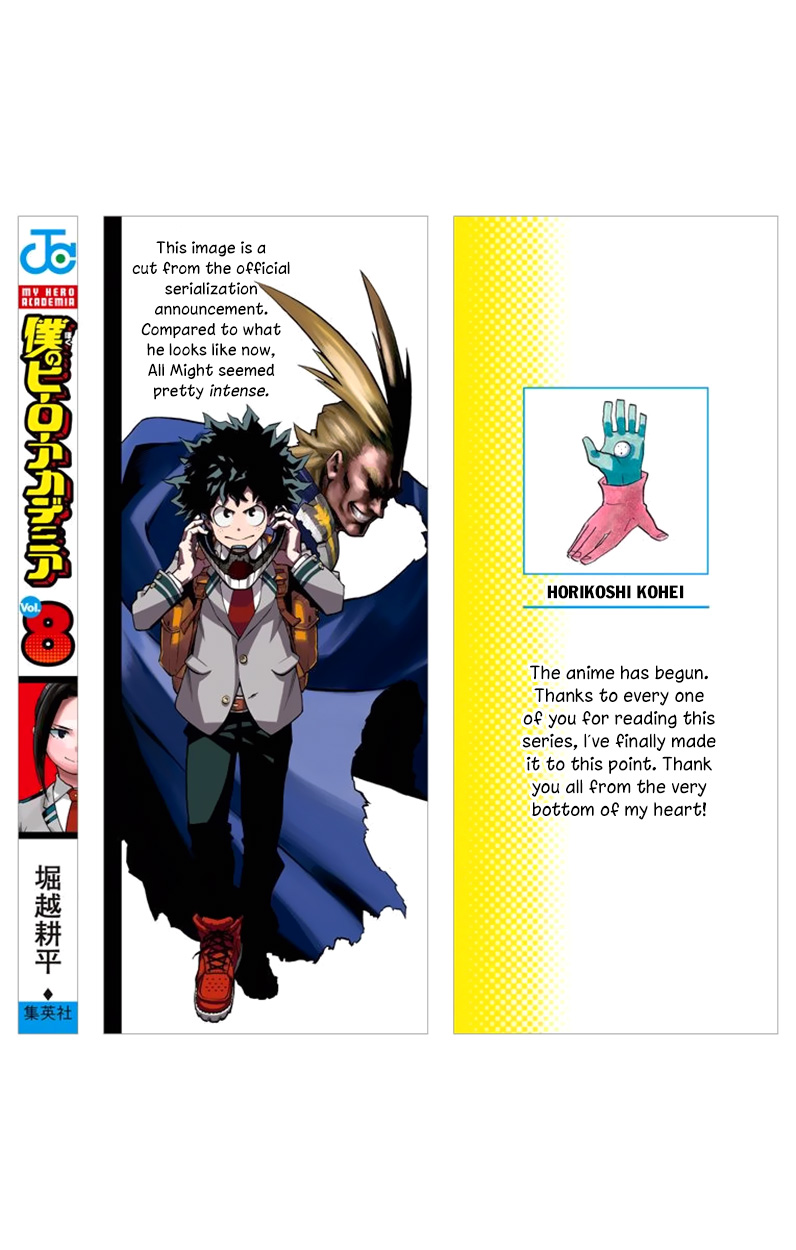 JC
MY HERO
ACADEMIA
僕のヒーローアカデミア
ぼく
Vol.
8
堀越耕平
集英社
This image is a
cut from the official
serialization
announcement.
Compared to what
he looks like now,
All Might seemed
pretty intense.
HORIKOSHI KOHEI
The anime has begun.
Thanks to every one
of you for reading this
series, I've finally made
it to this point. Thank
you all from the very
bottom of my heart!